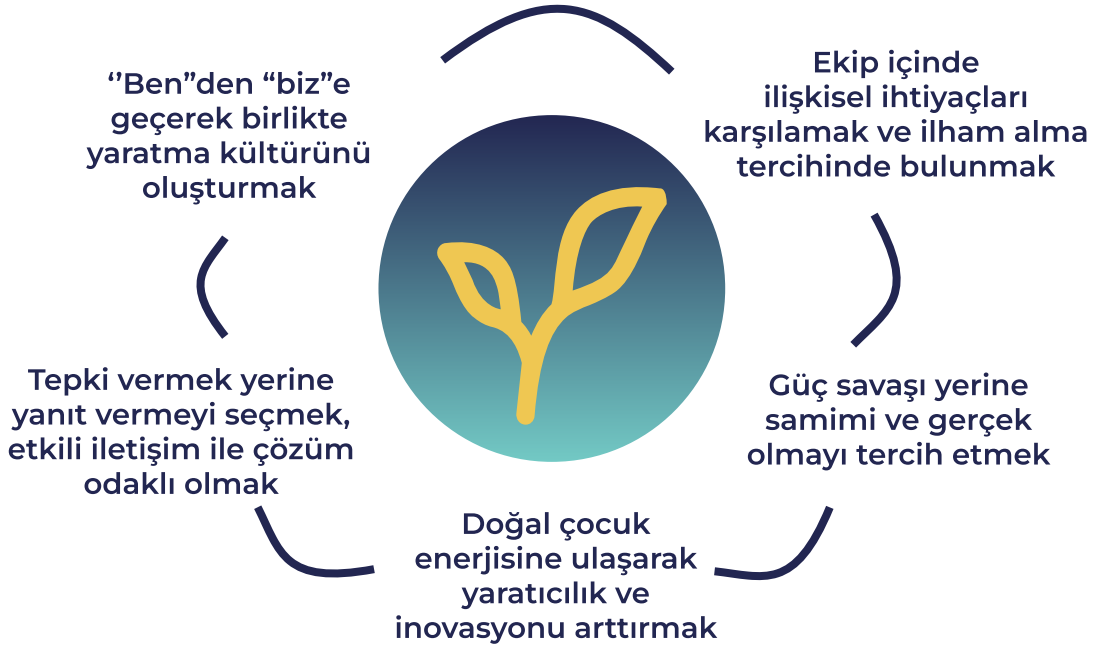 ‘’Ben”den “biz”e
geçerek birlikte
yaratma kültürünü
oluşturmak
Ekip içinde
ilişkisel ihtiyaçları
karşılamak ve ilham alma
tercihinde bulunmak
Tepki vermek yerine
yanıt vermeyi seçmek,
etkili iletişim ile çözüm
odaklı olmak
Güç savaşı yerine
samimi ve gerçek
olmayı tercih etmek
Doğal çocuk
enerjisine ulaşarak
yaratıcılık ve
inovasyonu arttırmak